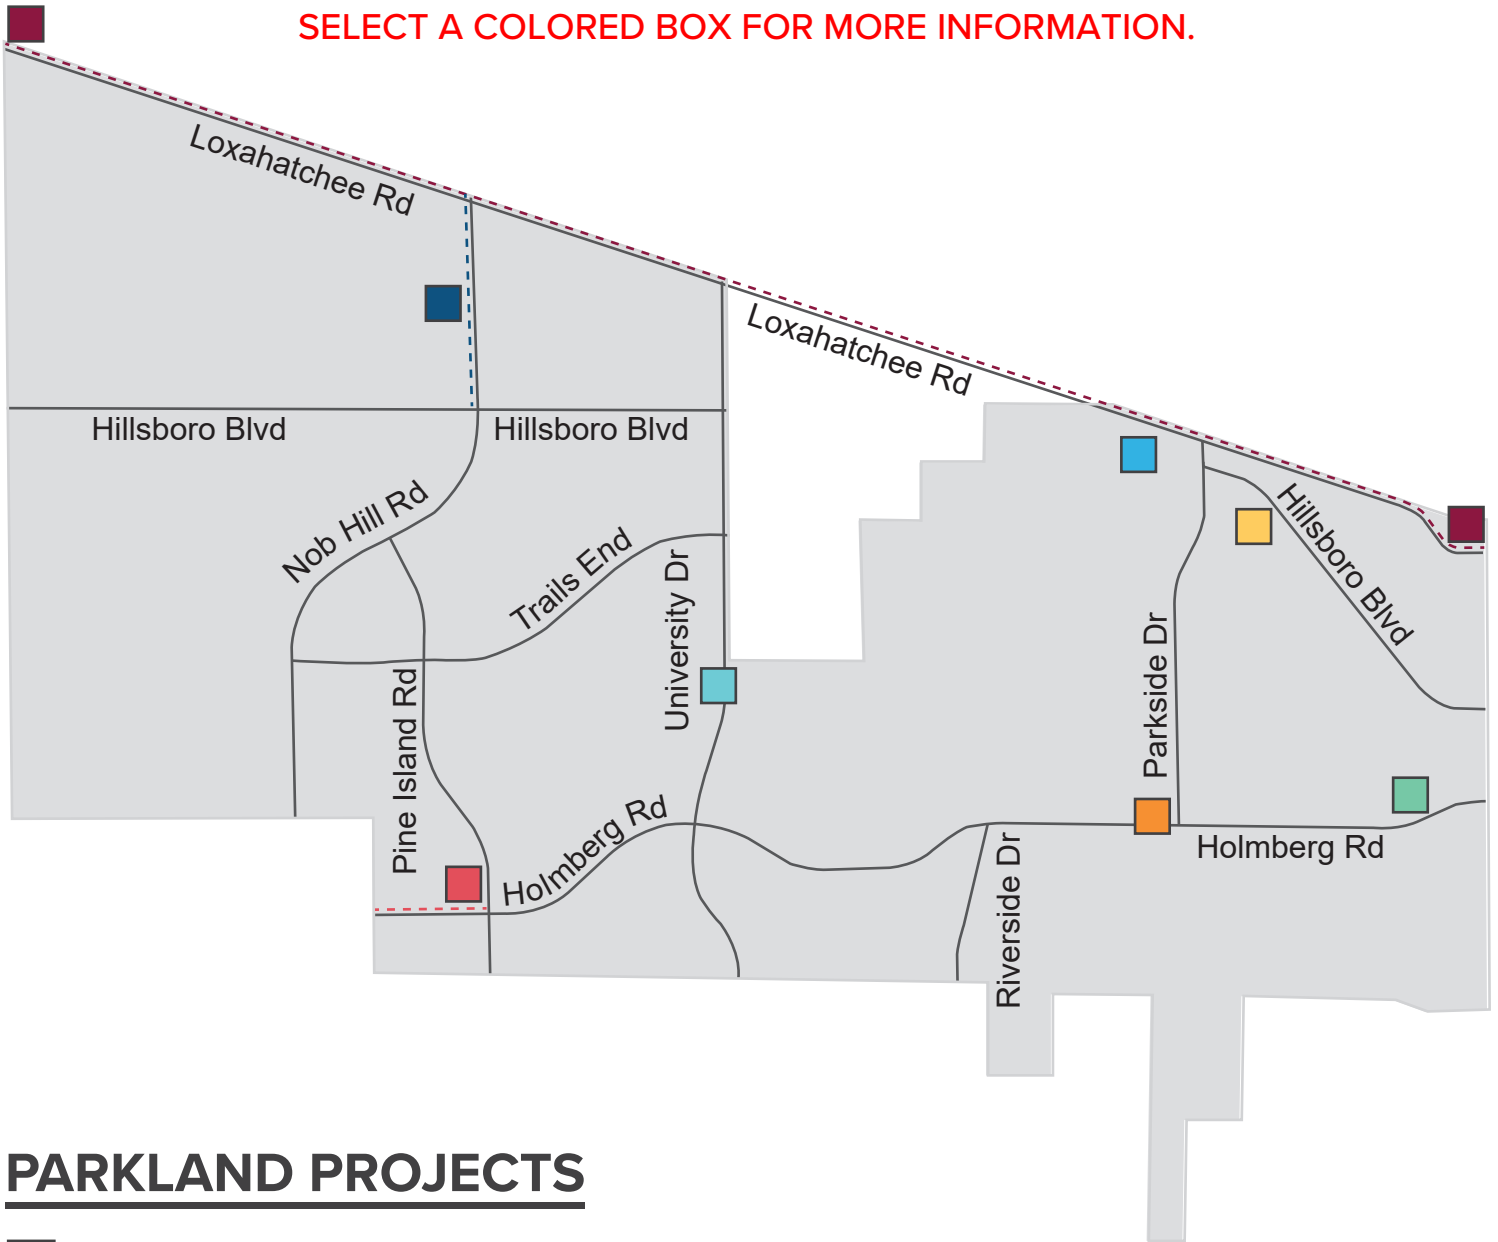 SELECT A COLORED BOX FOR MORE INFORMATION.
Loxahatchee Rd
Loxahatchee Rd
Hillsboro Blvd
Hillsboro Blvd
Nob Hill Rd
Trails End
University Dr
Hillsboro Blvd
Parkside Dr
Pine Island Rd
Holmberg Rd
Holmberg Rd
Riverside Dr
PARKLAND PROJECTS